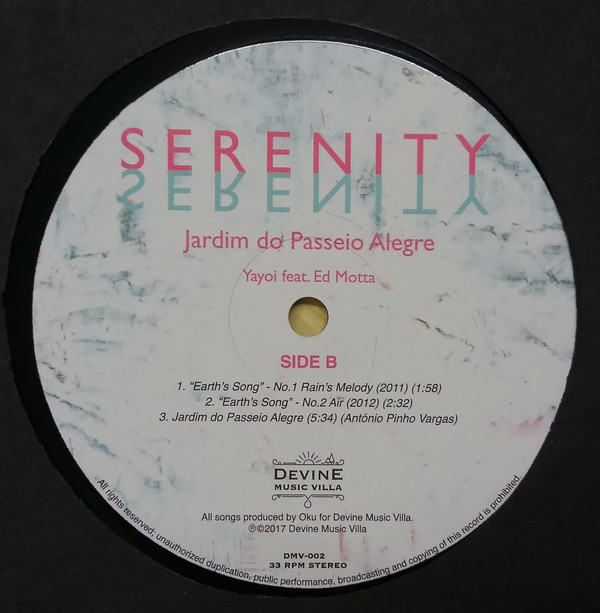 SERENITY
SERENITY
Jardim do Passeio Alegre
Yayoi feat. Ed Motta
SIDE B
1. “Earth's Song” - No.1 Rain's Melody (2011) (1:58)
2. “Earth's Song” - No.2 Air (2012) (2:32)
3. Jardim do Passeio Alegre (5:34) (António Pinho Vargas)
DEVINE
MUSIC VILLA
All songs produced by Oku for Devine Music Villa.
℗©2017 Devine Music Villa
DMV-002
33 RPM STEREO
All rights reserved; unauthorized duplication, public performance, broadcasting and copying of this record is prohibited.